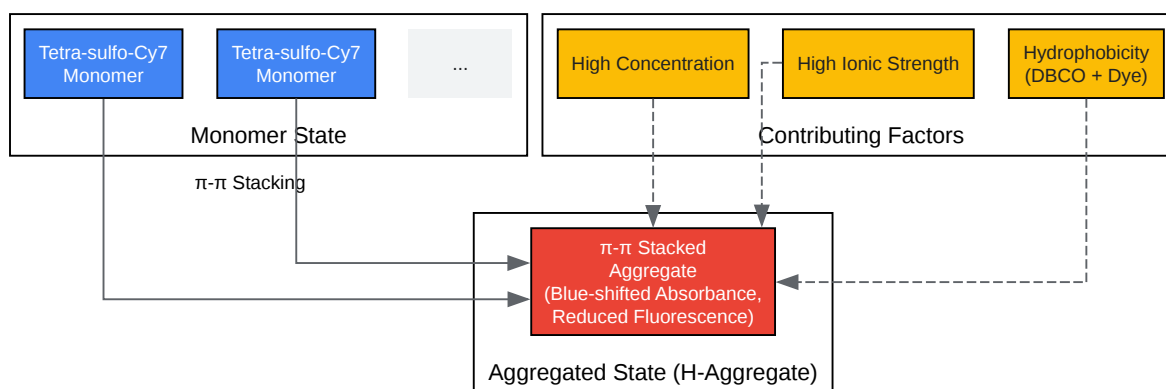 Tetra-sulfo-Cy7
Monomer
Tetra-sulfo-Cy7
Monomer
...
Monomer State
High Concentration
High Ionic Strength
Hydrophobicity
(DBCO + Dye)
Contributing Factors
π-π Stacking
π-π Stacked
Aggregate
(Blue-shifted Absorbance,
Reduced Fluorescence)
Aggregated State (H-Aggregate)